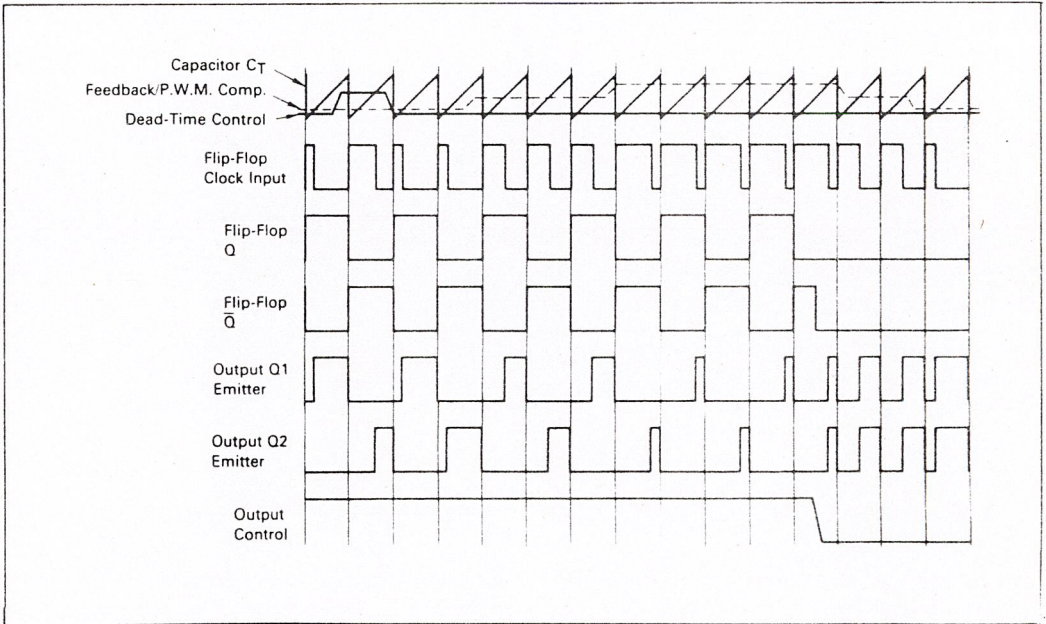 Capacitor CT
Feedback/P.W.M. Comp.
Dead-Time Control
Flip-Flop
Clock Input
Flip-Flop
Q
Flip-Flop
Q̅
Output Q1
Emitter
Output Q2
Emitter
Output
Control